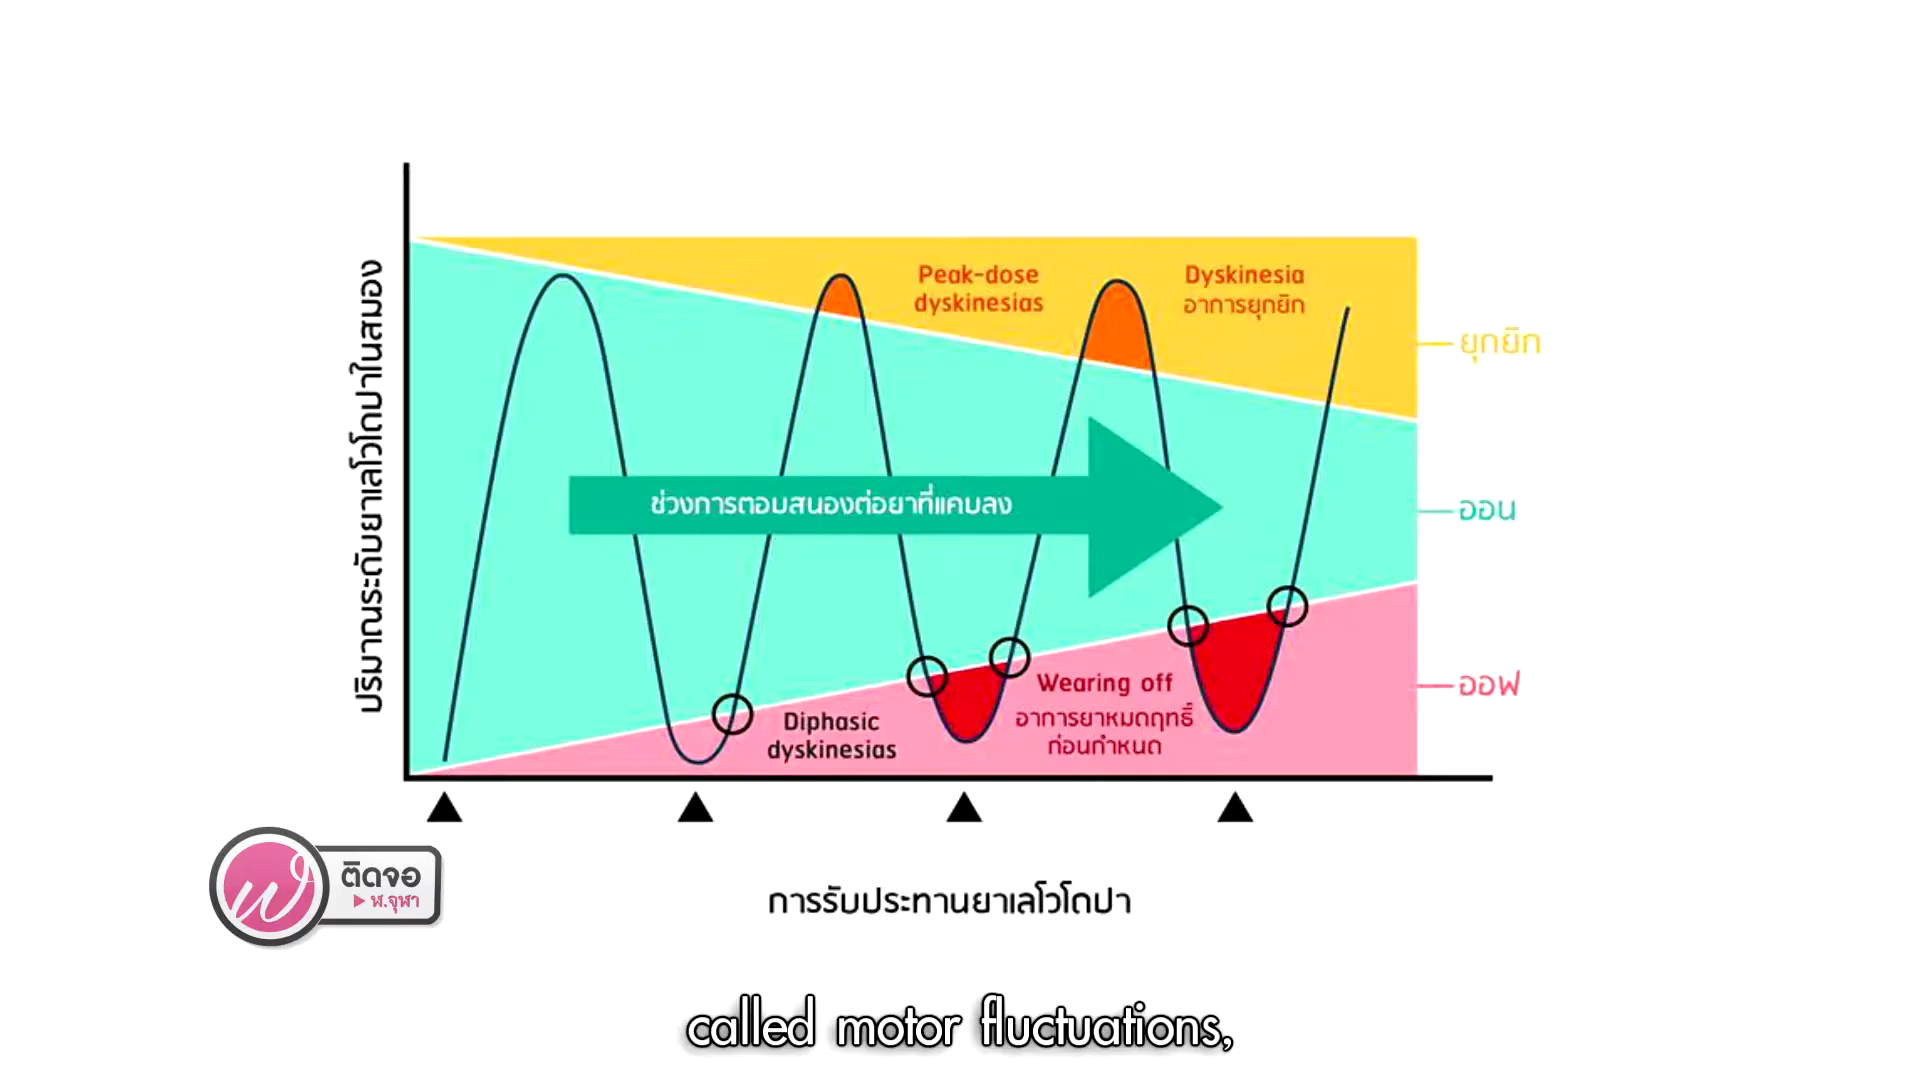 ปริมาณระดับยาเลโวโดปาในสมอง
Peak-dose
dyskinesias
Dyskinesia
อาการยุกยิก
ยุกยิก
ช่วงการตอบสนองต่อยาที่แคบลง
ออน
Wearing off
อาการยาหมดฤทธิ์
ก่อนกำหนด
ออฟ
Diphasic
dyskinesias
ติดจอ
ฬ.จุฬา
การรับประทานยาเลโวโดปา
called motor fluctuations,